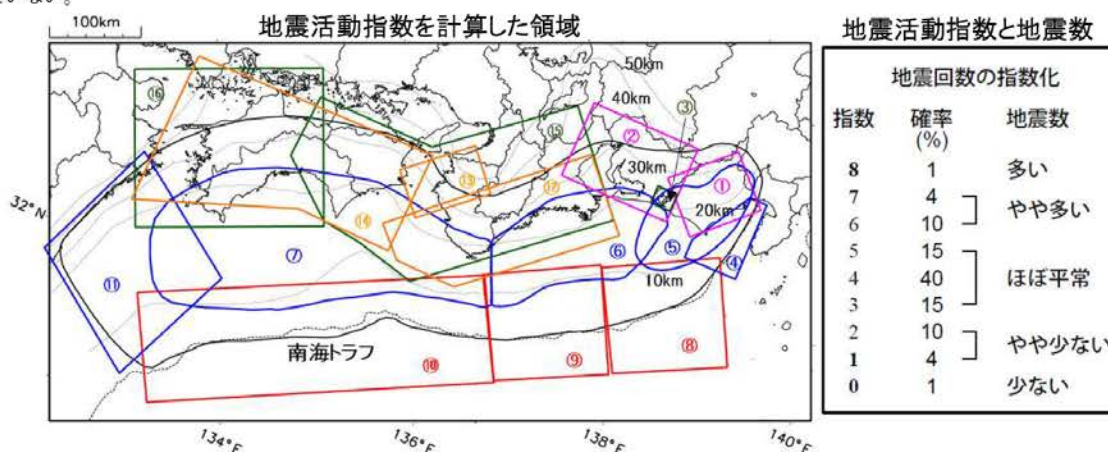 いない。
地震活動指数を計算した領域
100km
50km
40km
30km
20km
10km
⑯
③
②
⑮
①
⑬
⑰
⑭
⑦
⑥
⑤
④
⑪
⑧
⑨
⑩
南海トラフ
32°N
134°E
136°E
138°E
140°E
地震活動指数と地震数
地震回数の指数化
指数 確率 地震数
(%)
8 1 多い
7 4
やや多い
6 10
5 15
4 40 ほぼ平常
3 15
2 10
やや少ない
1 4
0 1 少ない